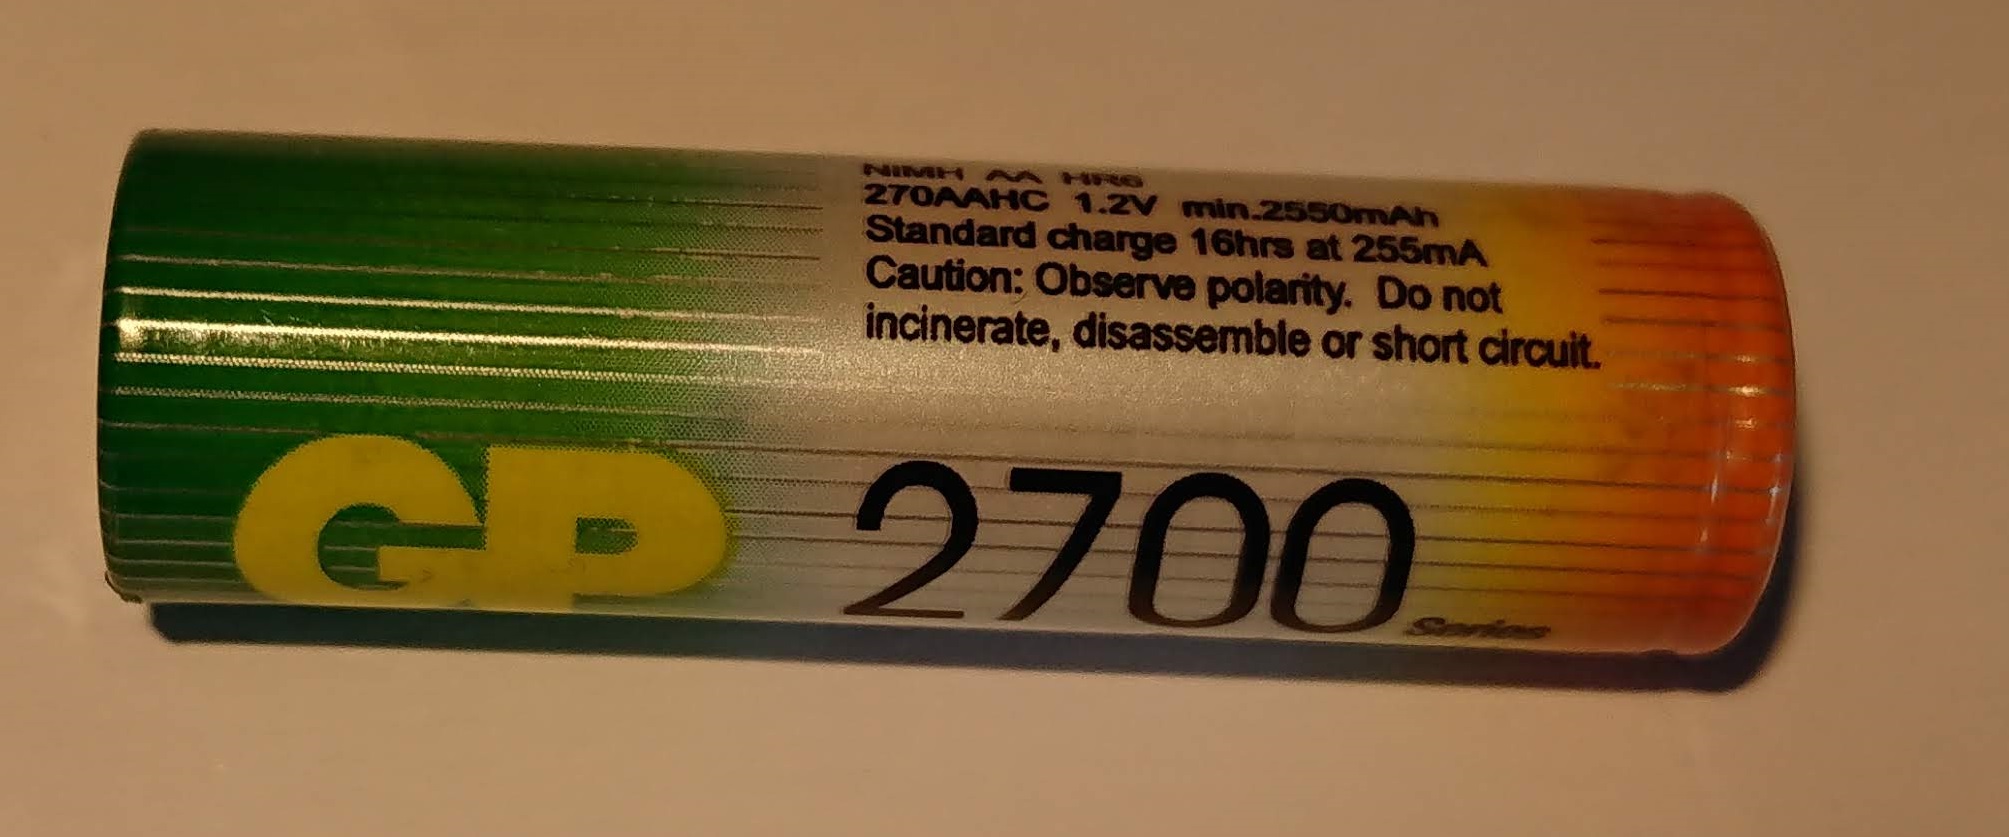 NIMH AA HR6
270AAHC 1.2V min.2550mAh
Standard charge 16hrs at 255mA
Caution: Observe polarity. Do not
incinerate, disassemble or short circuit.
GP 2700 Series